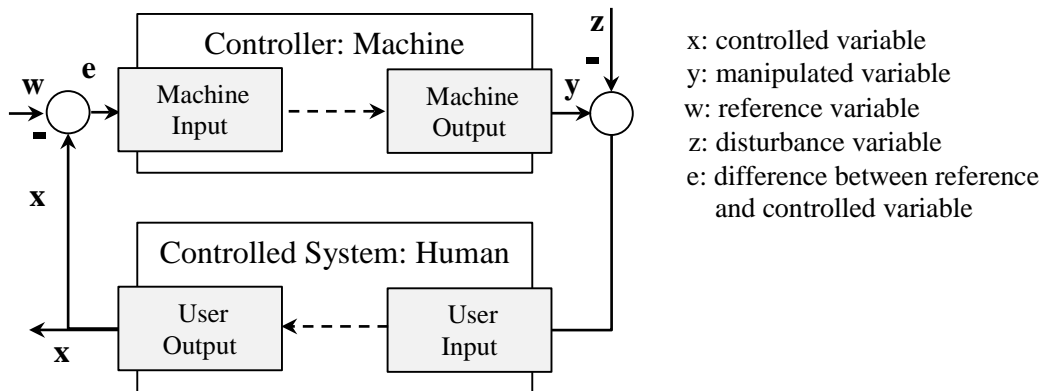 Controller: Machine
z
-
e
w
Machine
Input
Machine
Output
y
-
x
Controlled System: Human
User
Output
User
Input
x
x: controlled variable
y: manipulated variable
w: reference variable
z: disturbance variable
e: difference between reference
and controlled variable